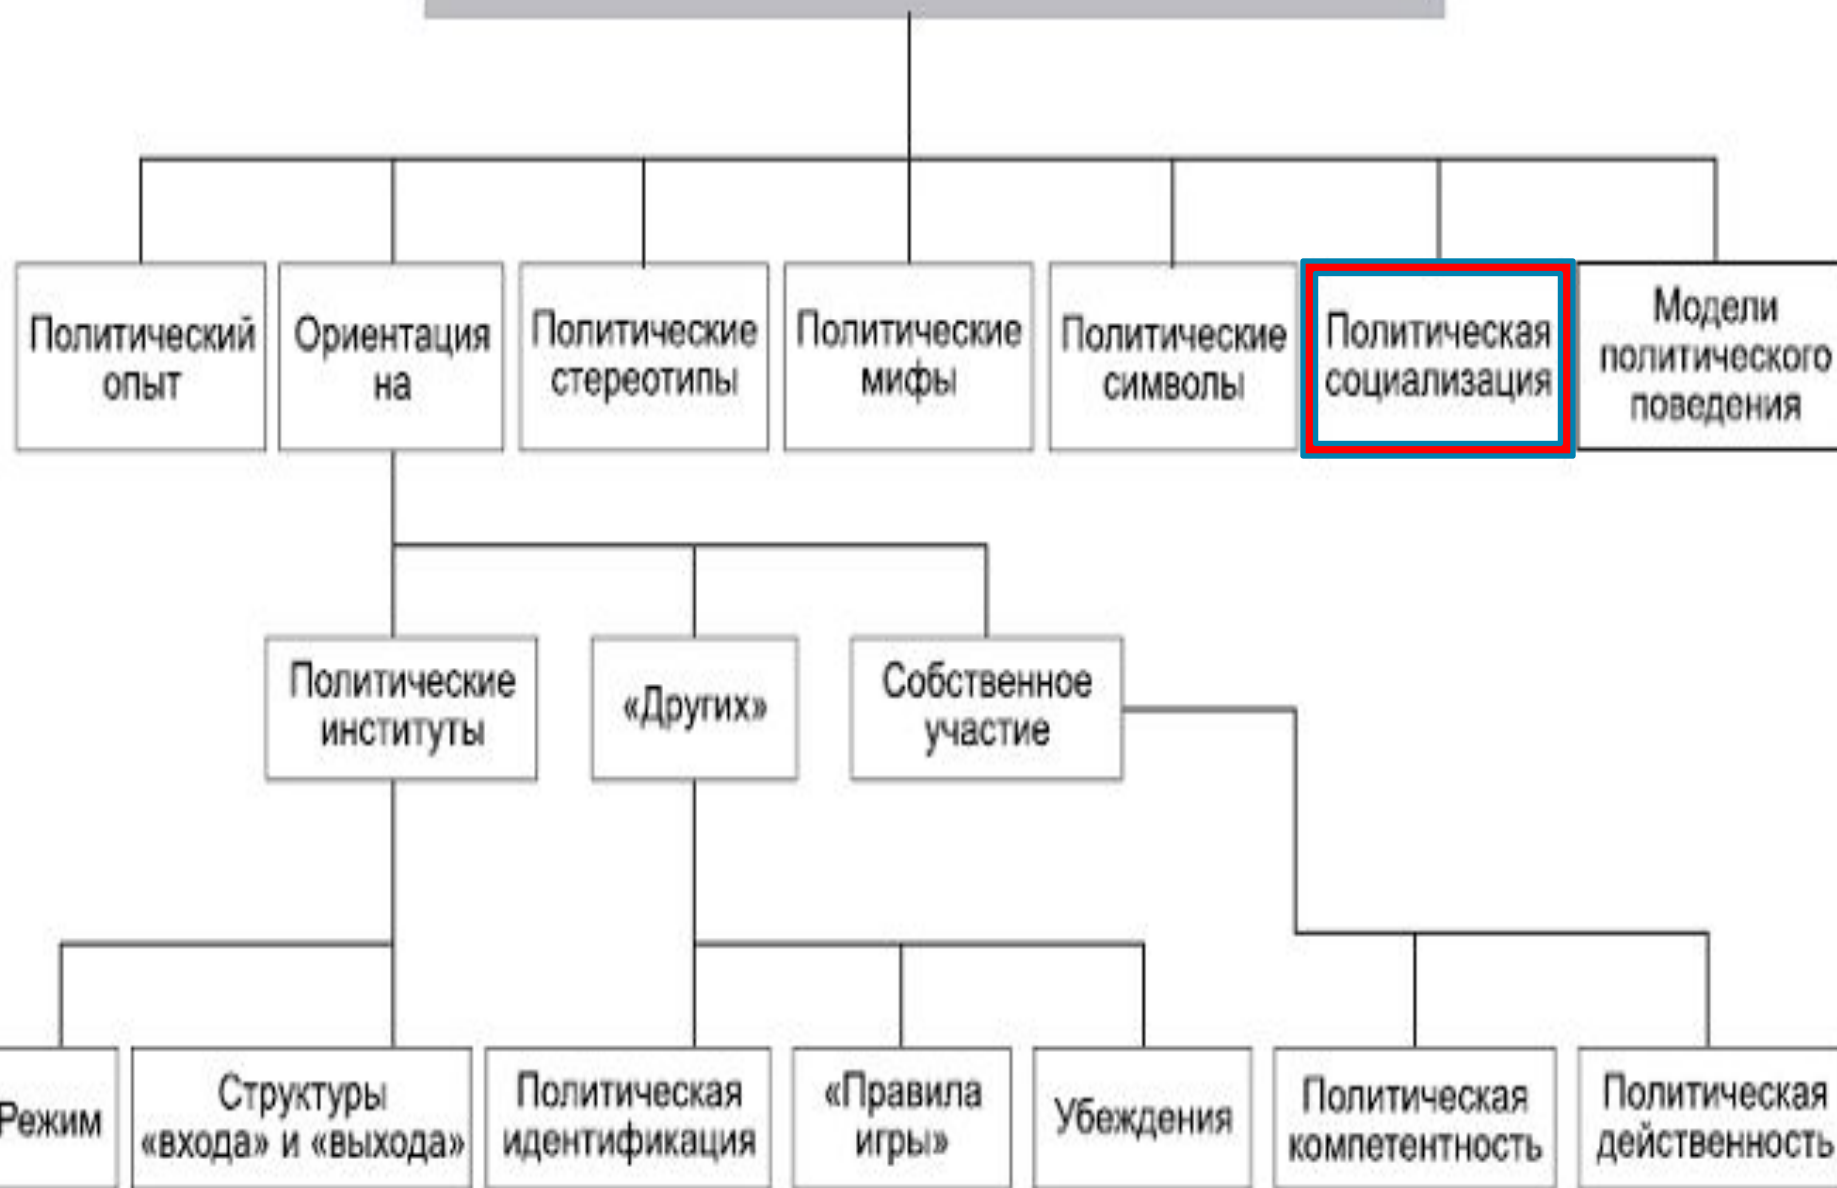 Политический
опыт
Ориентация
на
Политические
стереотипы
Политические
мифы
Политические
символы
Политическая
социализация
Модели
политического
поведения
Политические
институты
«Других»
Собственное
участие
Режим
Структуры
«входа» и «выхода»
Политическая
идентификация
«Правила
игры»
Убеждения
Политическая
компетентность
Политическая
действенность